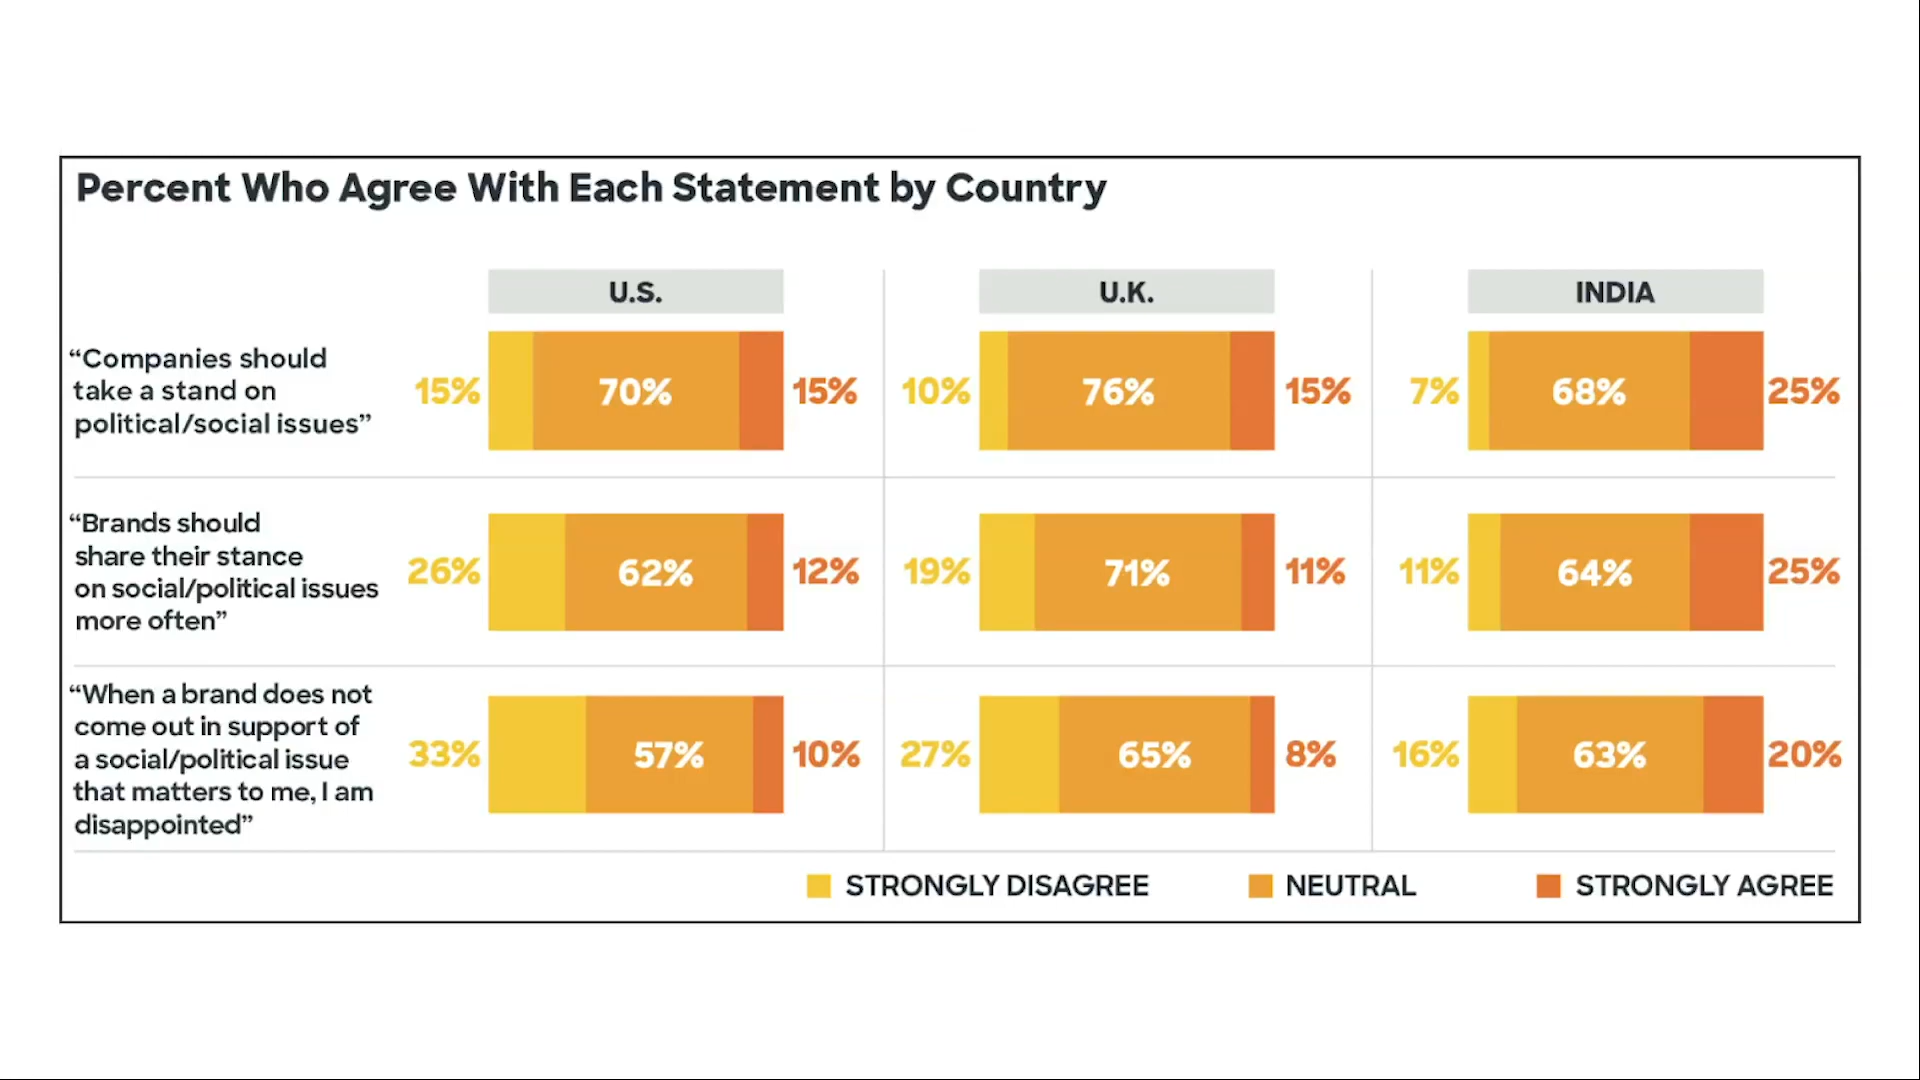 Percent Who Agree With Each Statement by Country
U.S.
U.K.
INDIA
“Companies should
take a stand on
political/social issues”
15%
70%
15%
10%
76%
15%
7%
68%
25%
“Brands should
share their stance
on social/political issues
more often”
26%
62%
12%
19%
71%
11%
11%
64%
25%
“When a brand does not
come out in support of
a social/political issue
that matters to me, I am
disappointed”
33%
57%
10%
27%
65%
8%
16%
63%
20%
STRONGLY DISAGREE
NEUTRAL
STRONGLY AGREE